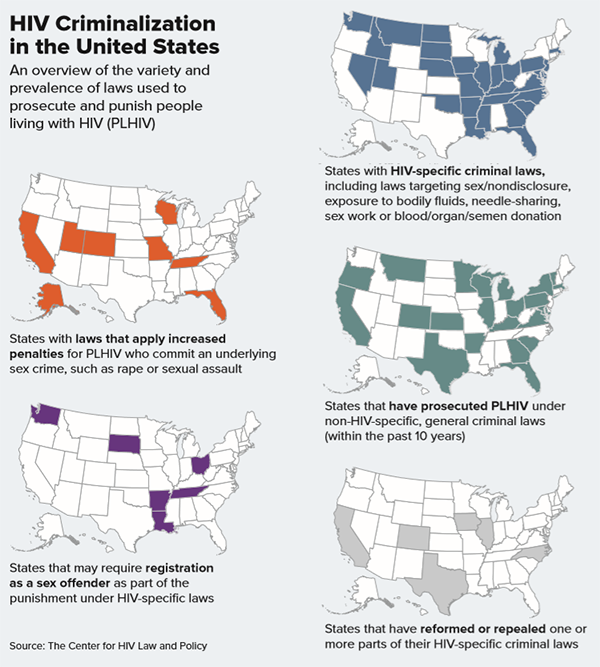 HIV Criminalization
in the United States
An overview of the variety and
prevalence of laws used to
prosecute and punish people
living with HIV (PLHIV)
States with HIV-specific criminal laws,
including laws targeting sex/nondisclosure,
exposure to bodily fluids, needle-sharing,
sex work or blood/organ/semen donation
States with laws that apply increased
penalties for PLHIV who commit an underlying
sex crime, such as rape or sexual assault
States that have prosecuted PLHIV under
non-HIV-specific, general criminal laws
(within the past 10 years)
States that may require registration
as a sex offender as part of the
punishment under HIV-specific laws
States that have reformed or repealed one or
more parts of their HIV-specific criminal laws
Source: The Center for HIV Law and Policy